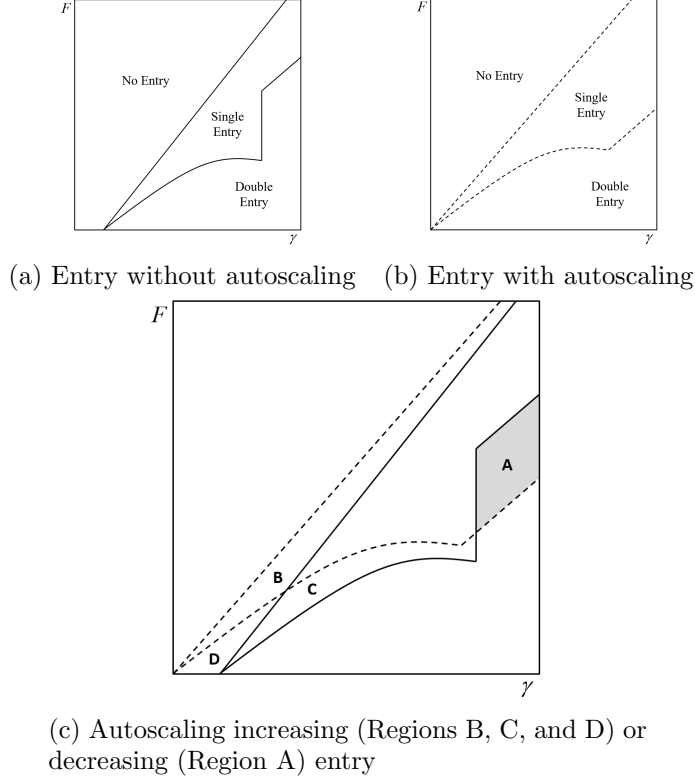 F
No Entry
Single
Entry
Double
Entry
γ
F
No Entry
Single
Entry
Double
Entry
γ
(a) Entry without autoscaling
(b) Entry with autoscaling
F
A
B
C
D
γ
(c) Autoscaling increasing (Regions B, C, and D) or
decreasing (Region A) entry